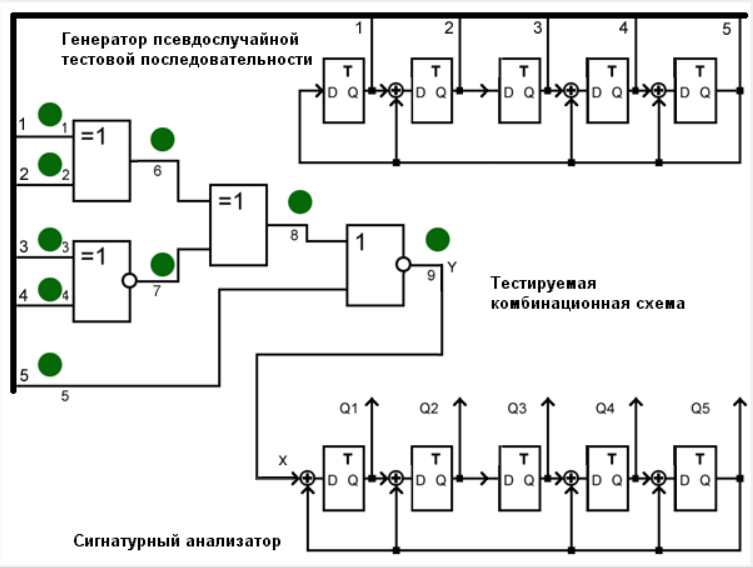 Генератор псевдослучайной
тестовой последовательности
1 2 3 4 5
T T T T T
D Q D Q D Q D Q D Q
1 1 =1
2 2
6
=1
3 3 =1
4 4
7
8
1
9 Y
5
5
Тестируемая
комбинационная схема
Q1 Q2 Q3 Q4 Q5
X
T T T T T
D Q D Q D Q D Q D Q
Сигнатурный анализатор